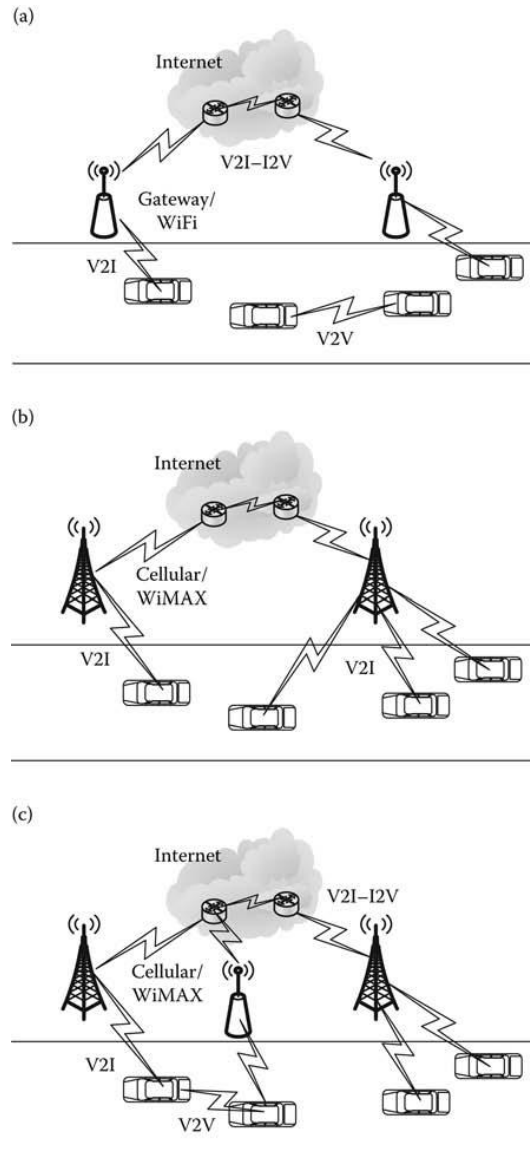 (a)
Internet
V2I–I2V
Gateway/
WiFi
V2I
V2V
(b)
Internet
Cellular/
WiMAX
V2I
V2I
(c)
Internet
V2I–I2V
Cellular/
WiMAX
V2I
V2V